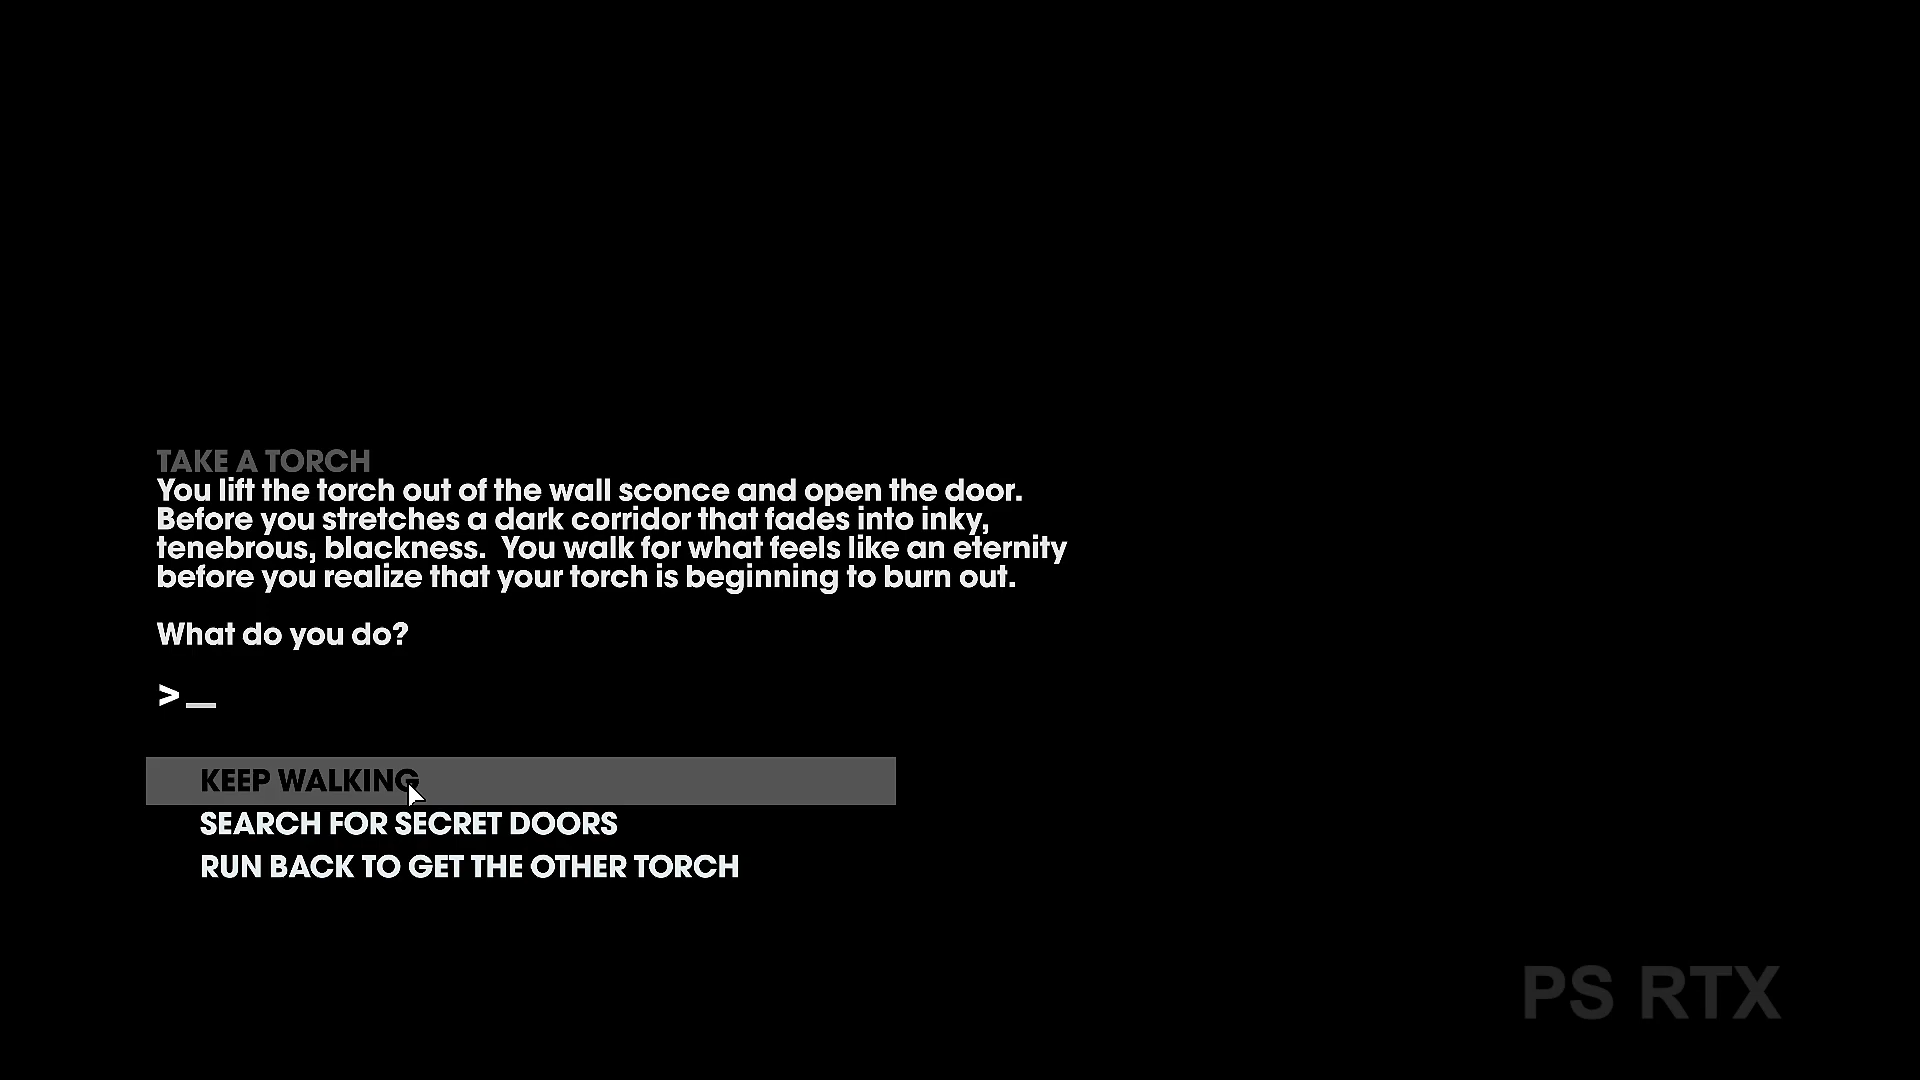 TAKE A TORCH
You lift the torch out of the wall sconce and open the door.
Before you stretches a dark corridor that fades into inky,
tenebrous, blackness.  You walk for what feels like an eternity
before you realize that your torch is beginning to burn out.
What do you do?
>_
KEEP WALKING
SEARCH FOR SECRET DOORS
RUN BACK TO GET THE OTHER TORCH
PS RTX